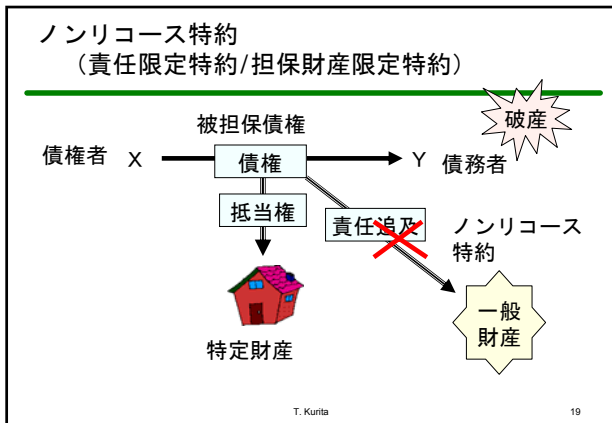 ノンリコース特約
（責任限定特約/担保財産限定特約）
破産
被担保債権
債権者 X 債権 Y 債務者
抵当権
責任追及
ノンリコース
特約
一般
財産
特定財産
T. Kurita
19